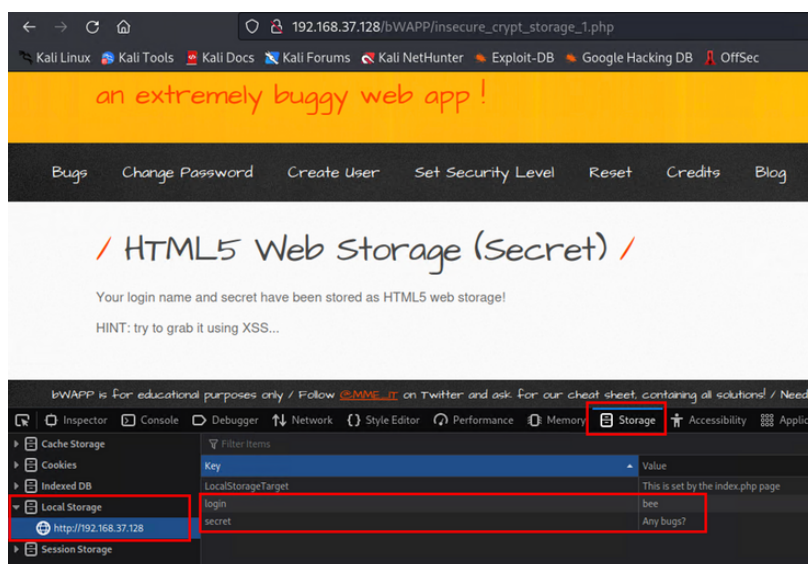 192.168.37.128/bWAPP/insecure_crypt_storage_1.php
Kali Linux Kali Tools Kali Docs Kali Forums Kali NetHunter Exploit-DB Google Hacking DB OffSec
an extremely buggy web app !
Bugs Change Password Create User Set Security Level Reset Credits Blog
/ HTML5 Web Storage (Secret) /
Your login name and secret have been stored as HTML5 web storage!
HINT: try to grab it using XSS...
bWAPP is for educational purposes only / Follow @MME_IT on Twitter and ask for our cheat sheet, containing all solutions! / Need
Inspector Console Debugger Network {} Style Editor Performance Memory Storage Accessibility Applic
Cache Storage Filter Items
Cookies Key Value
Indexed DB LocalStorageTarget This is set by the index.php page
Local Storage login bee
http://192.168.37.128 secret Any bugs?
Session Storage